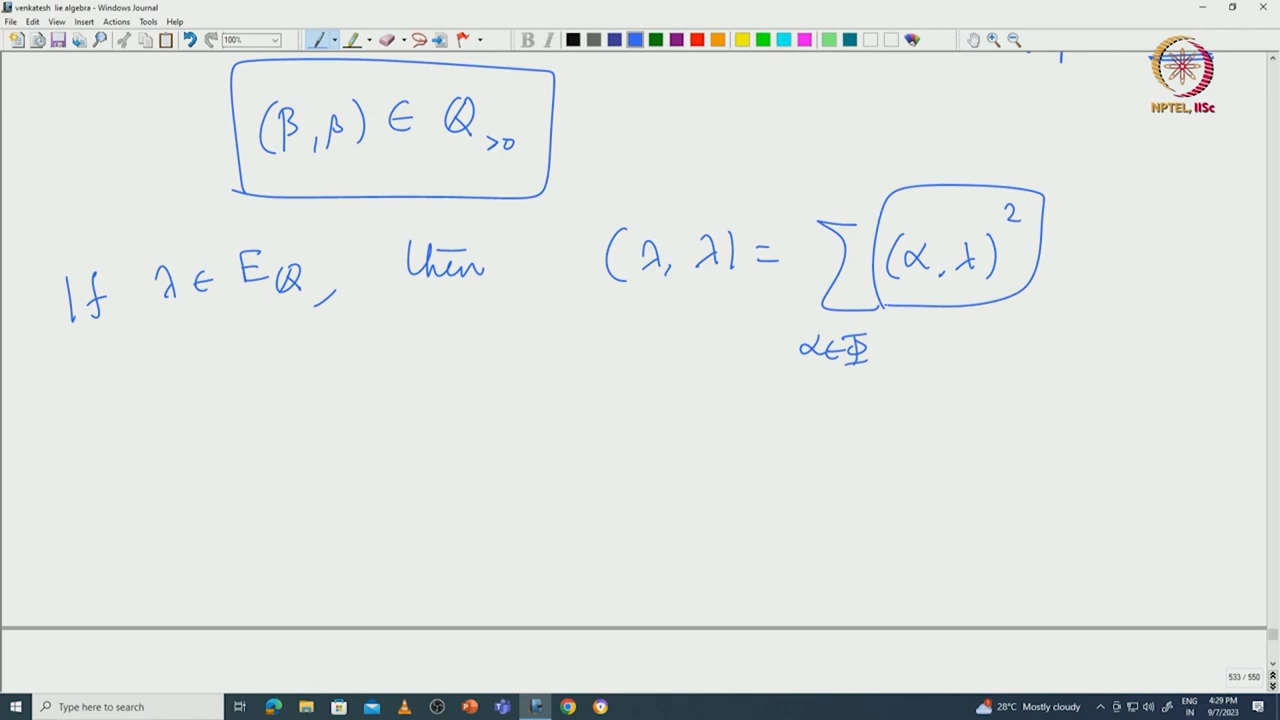 venkatesh lie algebra - Windows Journal
File Edit View Insert Actions Tools Help
100%
B I
NPTEL, IISc
(β, β) ∈ ℚ_{>0}
If λ ∈ E_ℚ, then (λ, λ) = ∑_{α∈Φ} (α, λ)²
533 / 550
Type here to search
28°C Mostly cloudy
ENG
IN
4:29 PM
9/7/2023